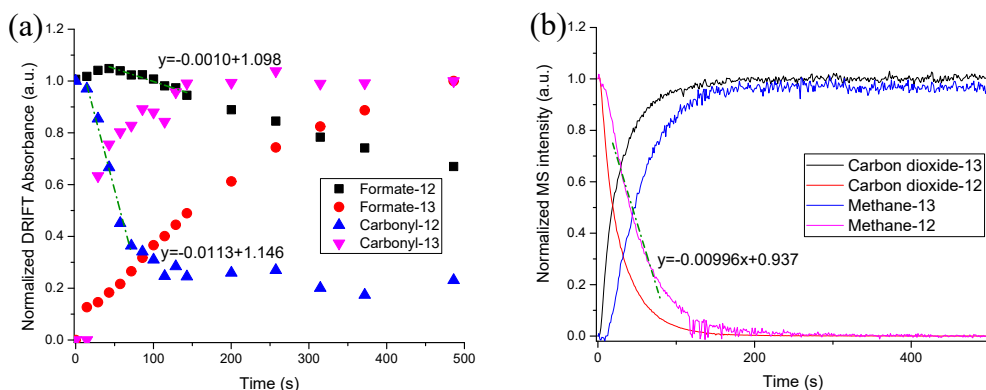 (a)
Normalized DRIFT Absorbance (a.u.)
1.2
1.0
0.8
0.6
0.4
0.2
0.0
y=-0.0010+1.098
Formate-12
Formate-13
Carbonyl-12
Carbonyl-13
y=-0.0113+1.146
0
100
200
300
400
500
Time (s)
(b)
Normalized MS intensity (a.u.)
1.2
1.0
0.8
0.6
0.4
0.2
0.0
Carbon dioxide-13
Carbon dioxide-12
Methane-13
Methane-12
y=-0.00996x+0.937
0
200
400
Time (s)